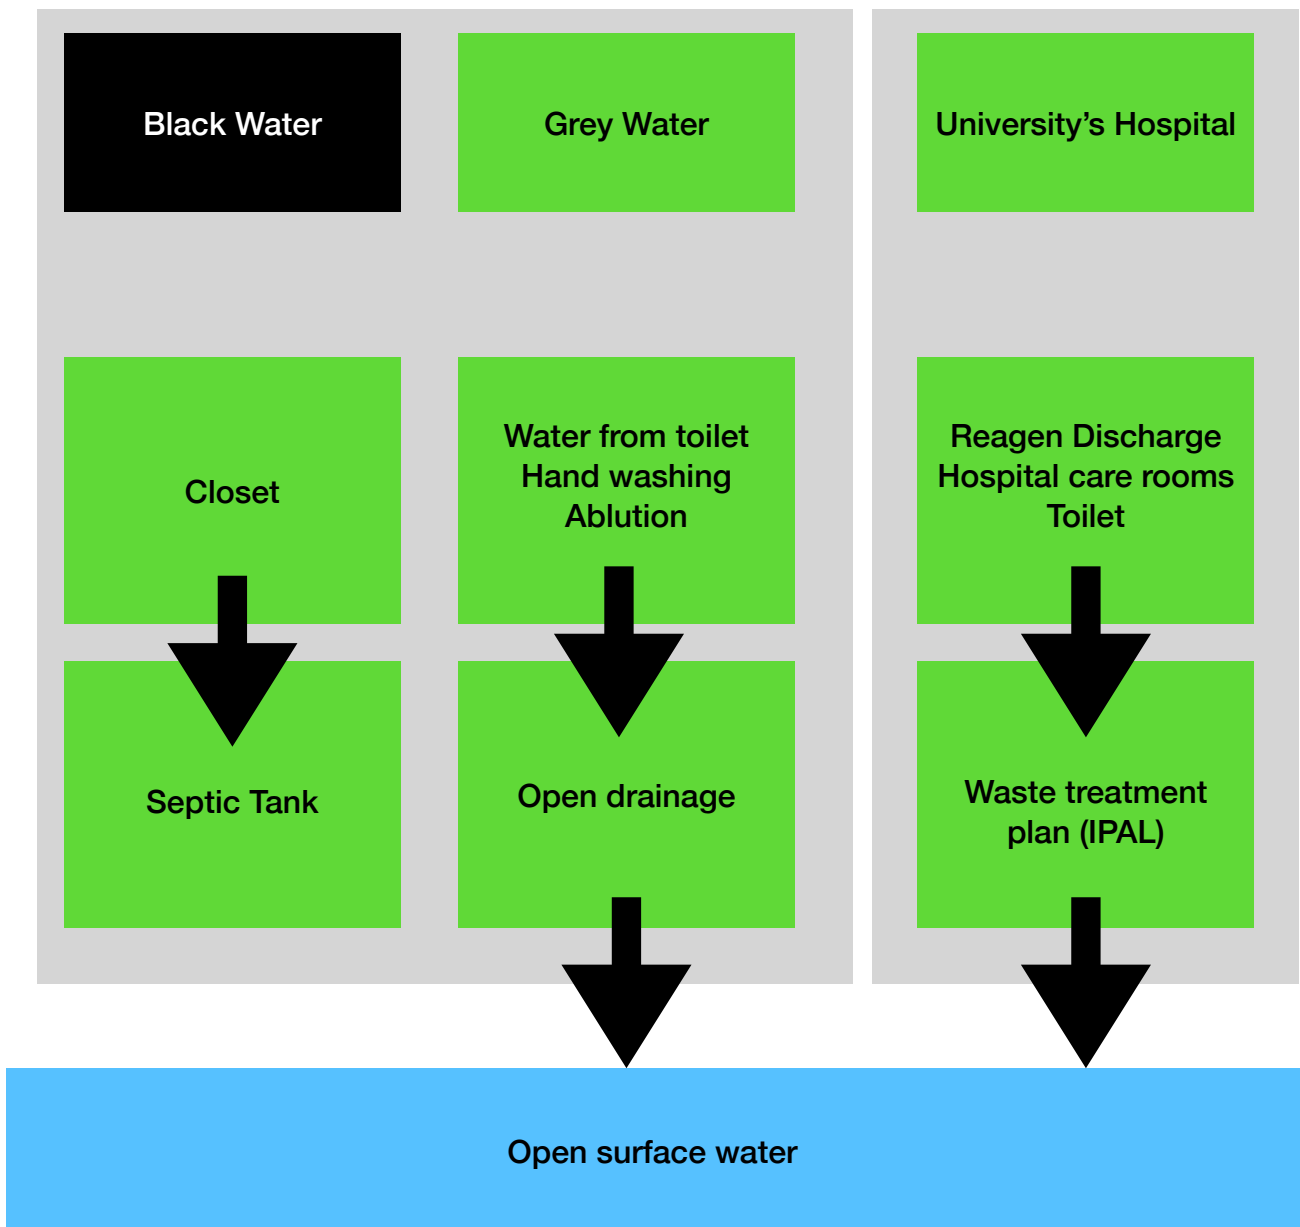 Black Water
Grey Water
University’s Hospital
Closet
Water from toilet
Hand washing
Ablution
Reagen Discharge
Hospital care rooms
Toilet
Septic Tank
Open drainage
Waste treatment
plan (IPAL)
Open surface water